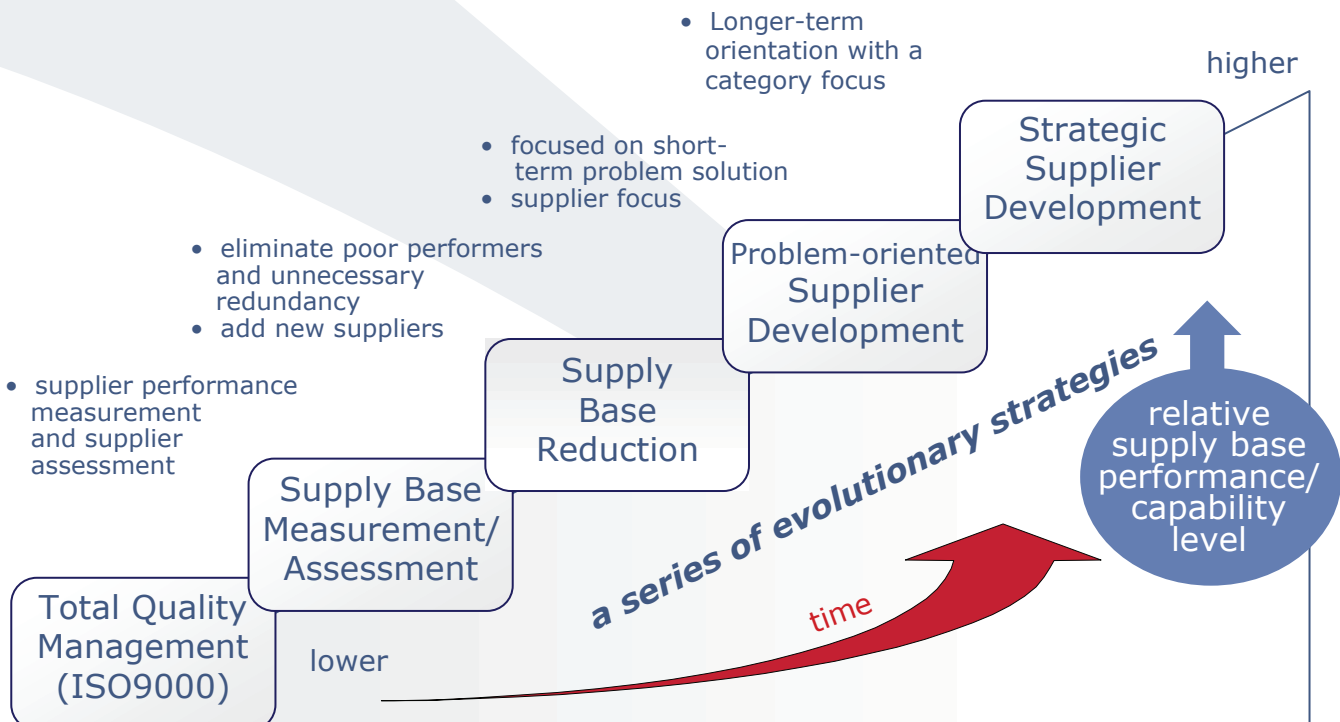 • Longer-term
orientation with a
category focus
higher
• focused on short-
term problem solution
• supplier focus
Strategic
Supplier
Development
• eliminate poor performers
and unnecessary
redundancy
• add new suppliers
Problem-oriented
Supplier
Development
• supplier performance
measurement
and supplier
assessment
Supply
Base
Reduction
Supply Base
Measurement/
Assessment
Total Quality
Management
(ISO9000)
lower
a series of evolutionary strategies
time
relative
supply base
performance/
capability
level